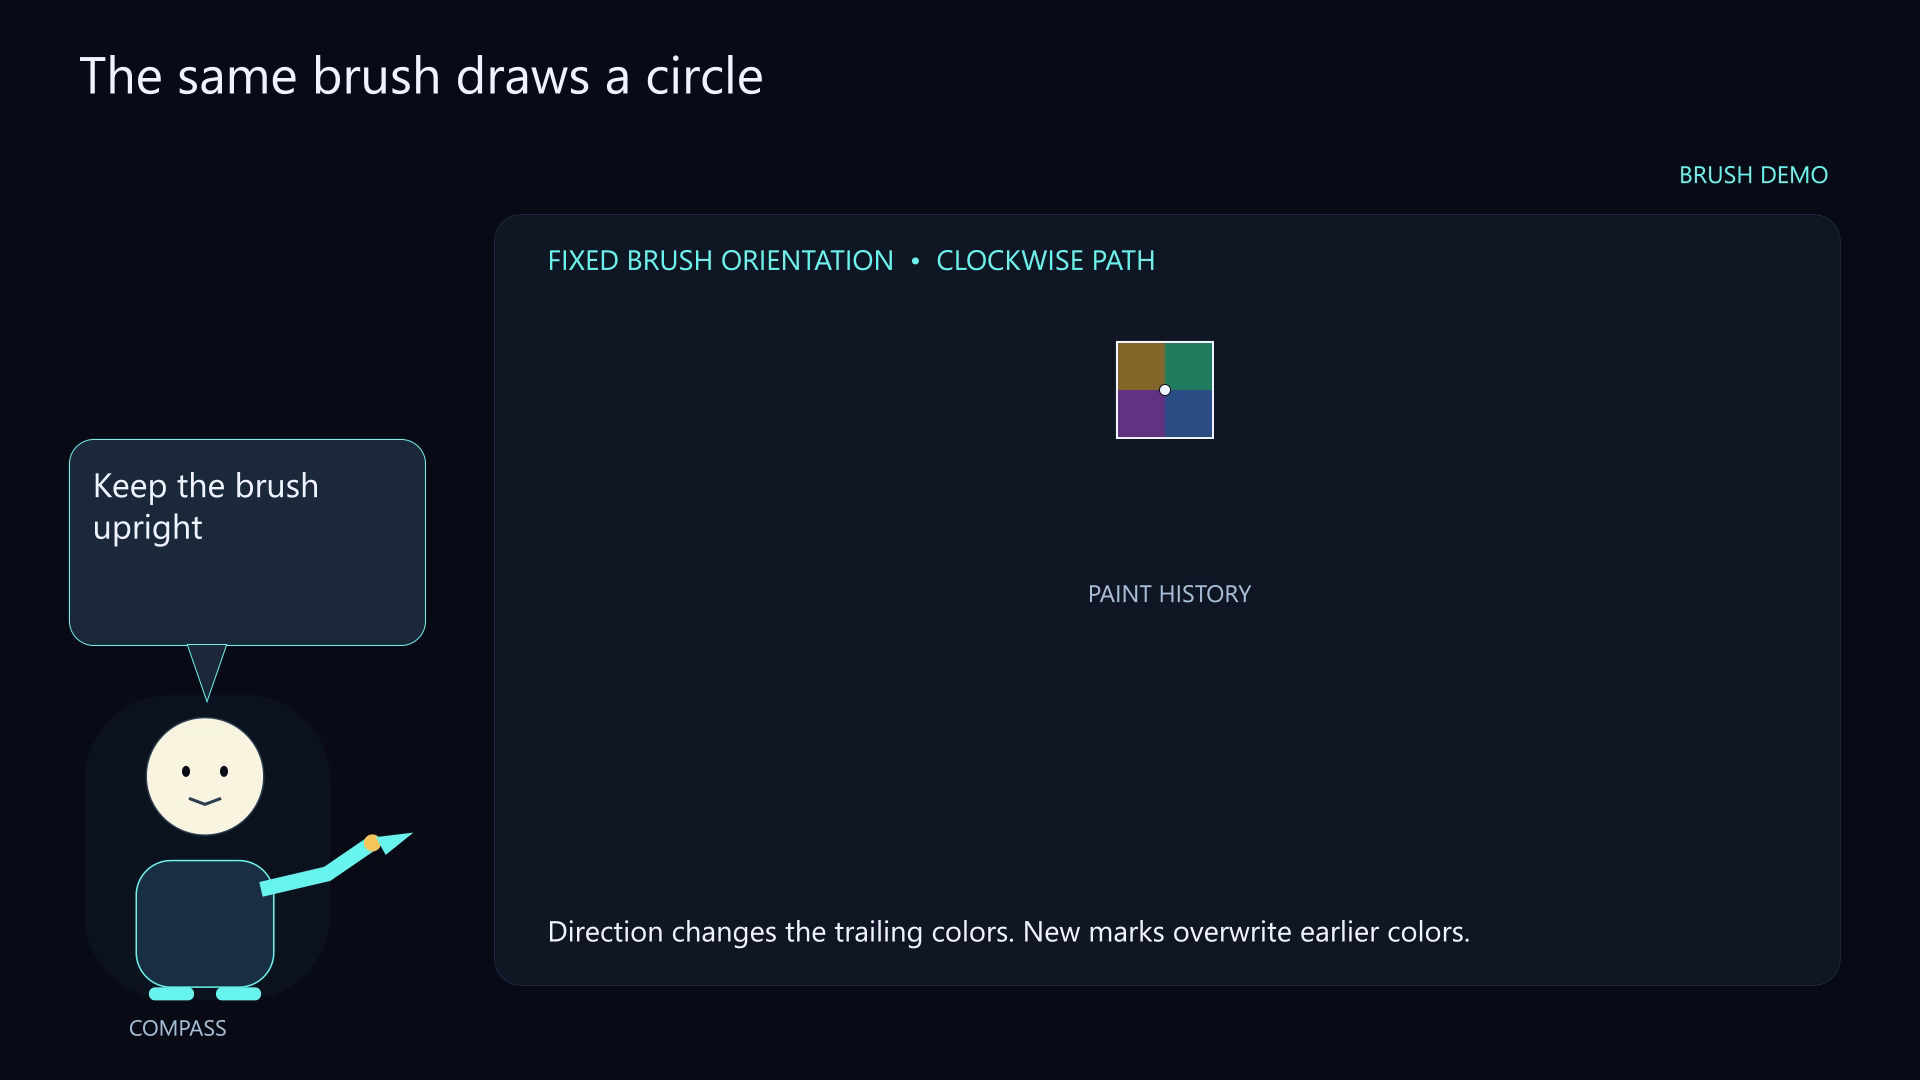 The same brush draws a circle
BRUSH DEMO
FIXED BRUSH ORIENTATION • CLOCKWISE PATH
Keep the brush
upright
PAINT HISTORY
Direction changes the trailing colors. New marks overwrite earlier colors.
COMPASS